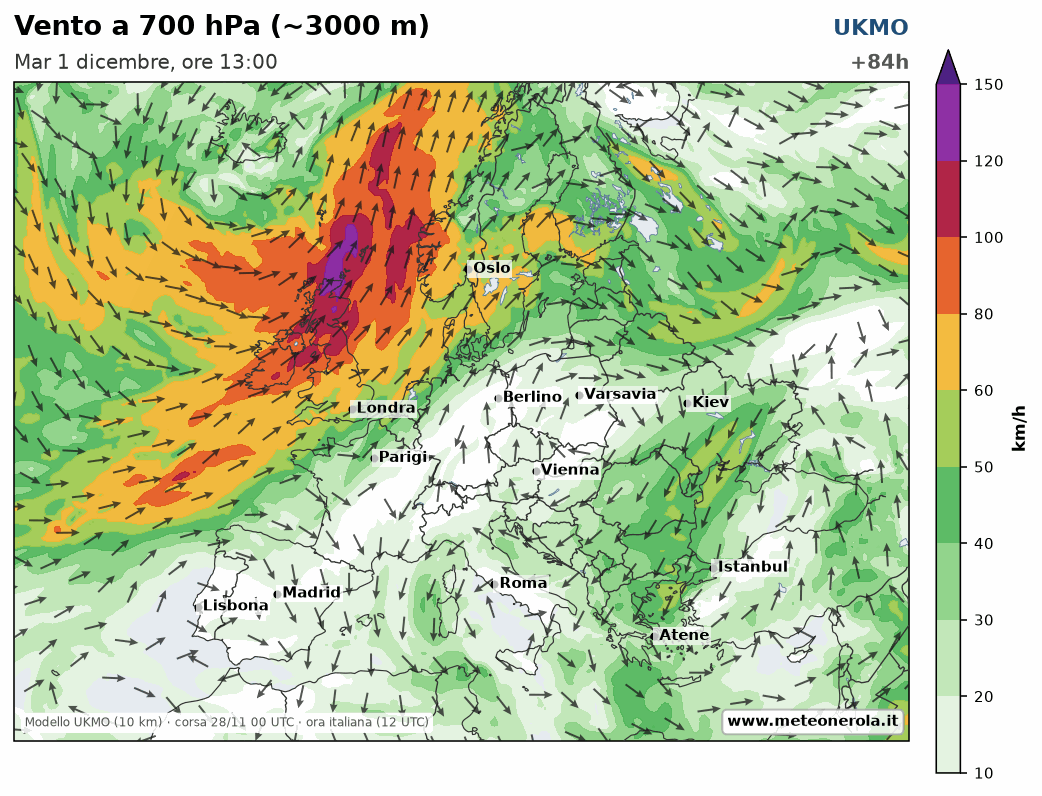 Vento a 700 hPa (~3000 m)
UKMO
Mar 1 dicembre, ore 13:00
+84h
150
120
100
80
60
50
40
30
20
10
km/h
Oslo
Londra
Berlino
Varsavia
Kiev
Parigi
Vienna
Istanbul
Lisbona
Madrid
Roma
Atene
Modello UKMO (10 km) · corsa 28/11 00 UTC · ora italiana (12 UTC)
www.meteonerola.it